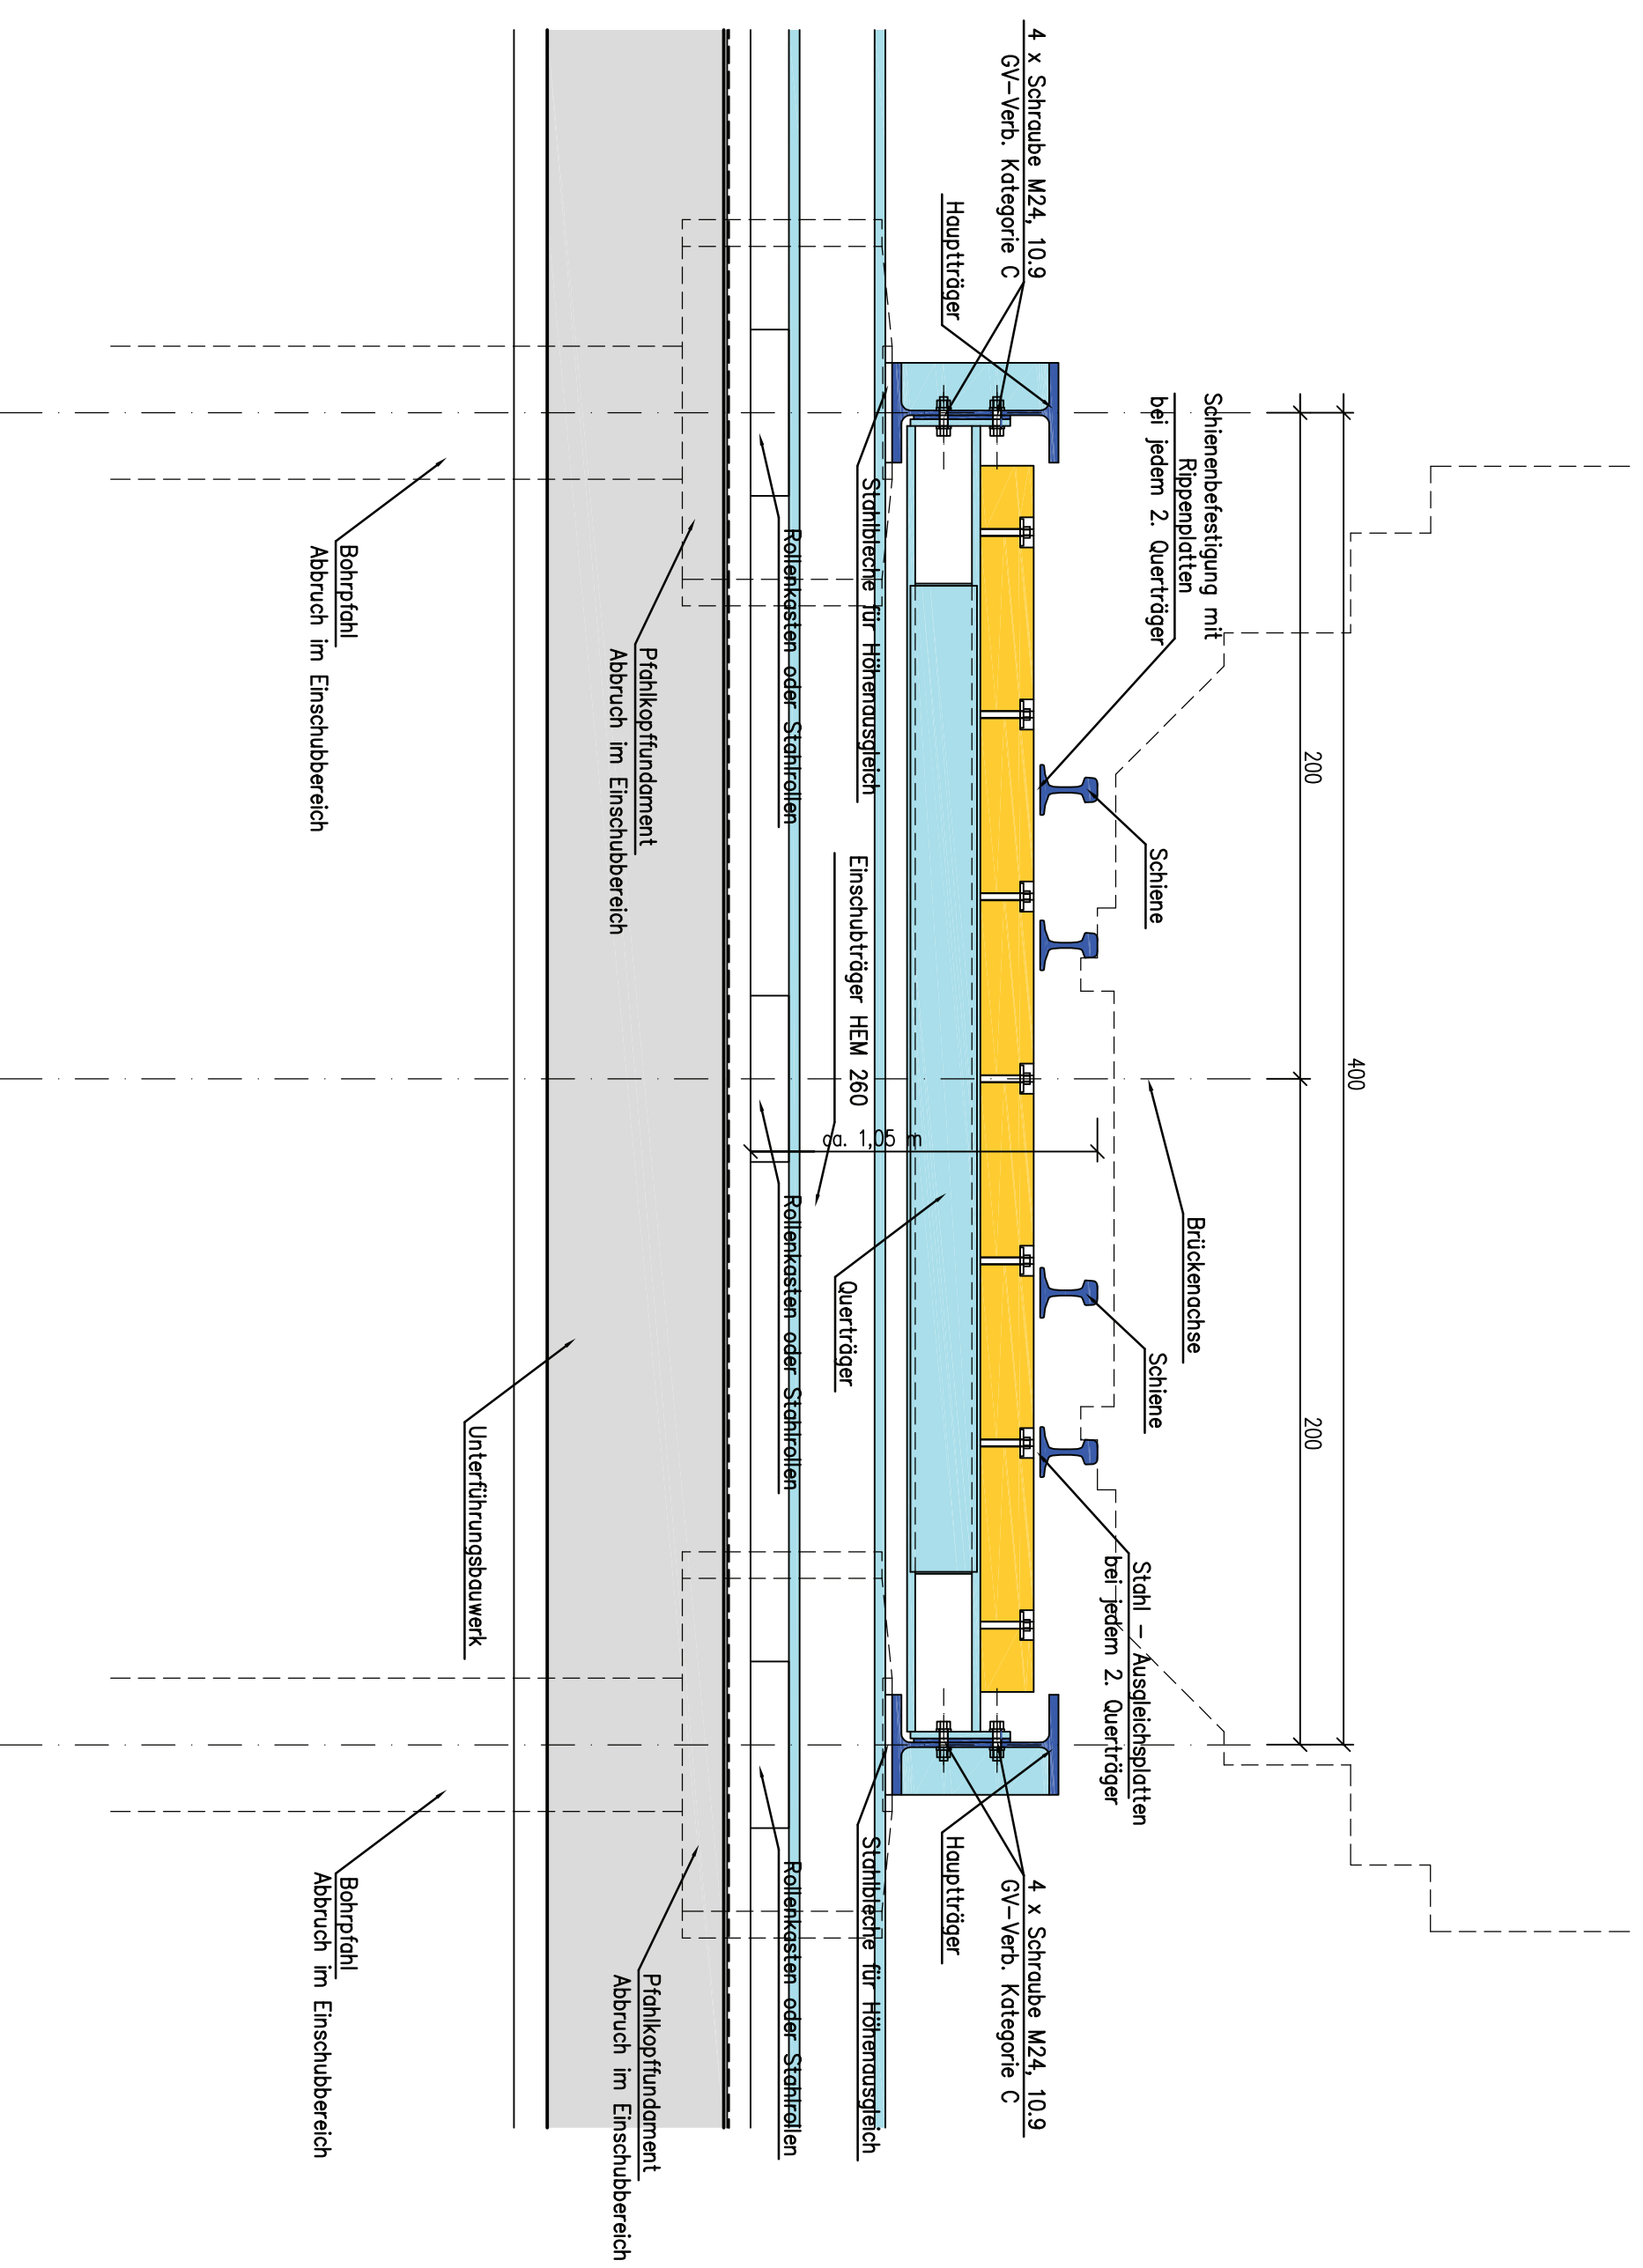 400
200
200
Schienenbefestigung mit
Rippenplatten
bei jedem 2. Querträger
Brückenachse
Schiene
Schiene
Stahl - Ausgleichsplatten
bei jedem 2. Querträger
4 x Schraube M24, 10.9
GV-Verb. Kategorie C
Hauptträger
4 x Schraube M24, 10.9
GV-Verb. Kategorie C
Hauptträger
ca. 1,05 m
Stahlbleche für Höhenausgleich
Einschubträger HEM 260
Querträger
Stahlbleche für Höhenausgleich
Rollenkasten oder Stahlrollen
Rollenkasten oder Stahlrollen
Rollenkasten oder Stahlrollen
Pfahlkopffundament
Abbruch im Einschubbereich
Pfahlkopffundament
Abbruch im Einschubbereich
Unterführungsbauwerk
Bohrpfahl
Abbruch im Einschubbereich
Bohrpfahl
Abbruch im Einschubbereich